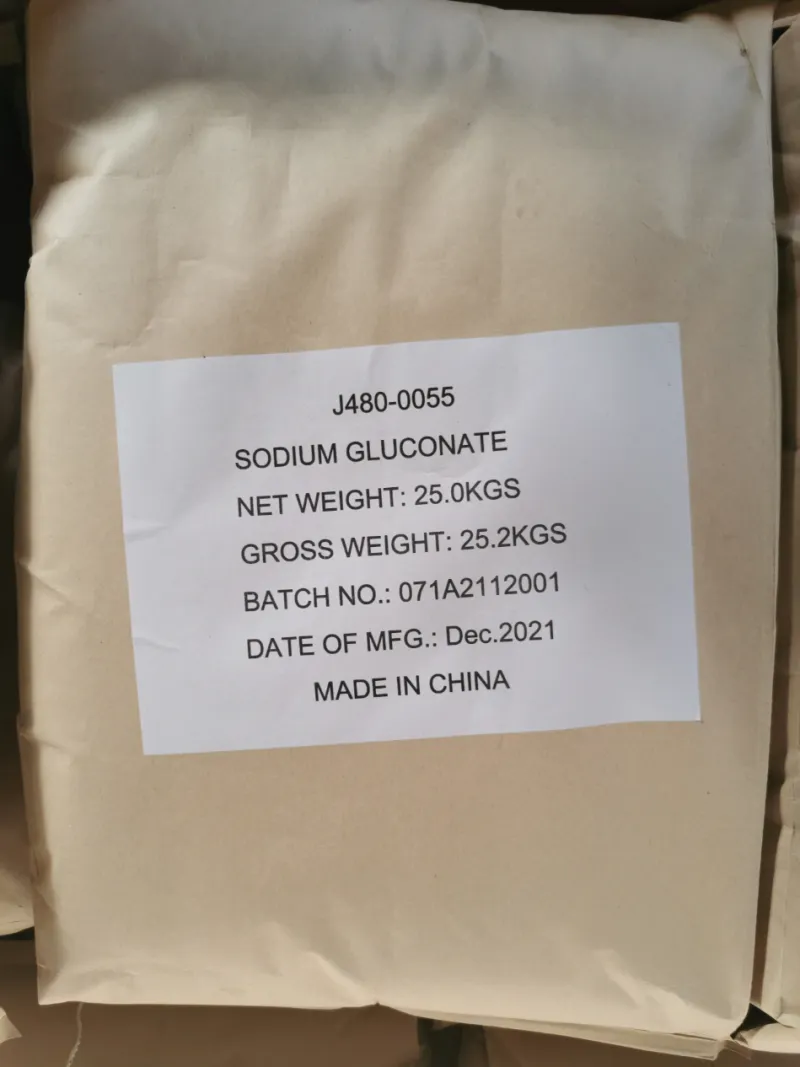 J480-0055
SODIUM GLUCONATE
NET WEIGHT: 25.0KGS
GROSS WEIGHT: 25.2KGS
BATCH NO.: 071A2112001
DATE OF MFG.: Dec.2021
MADE IN CHINA